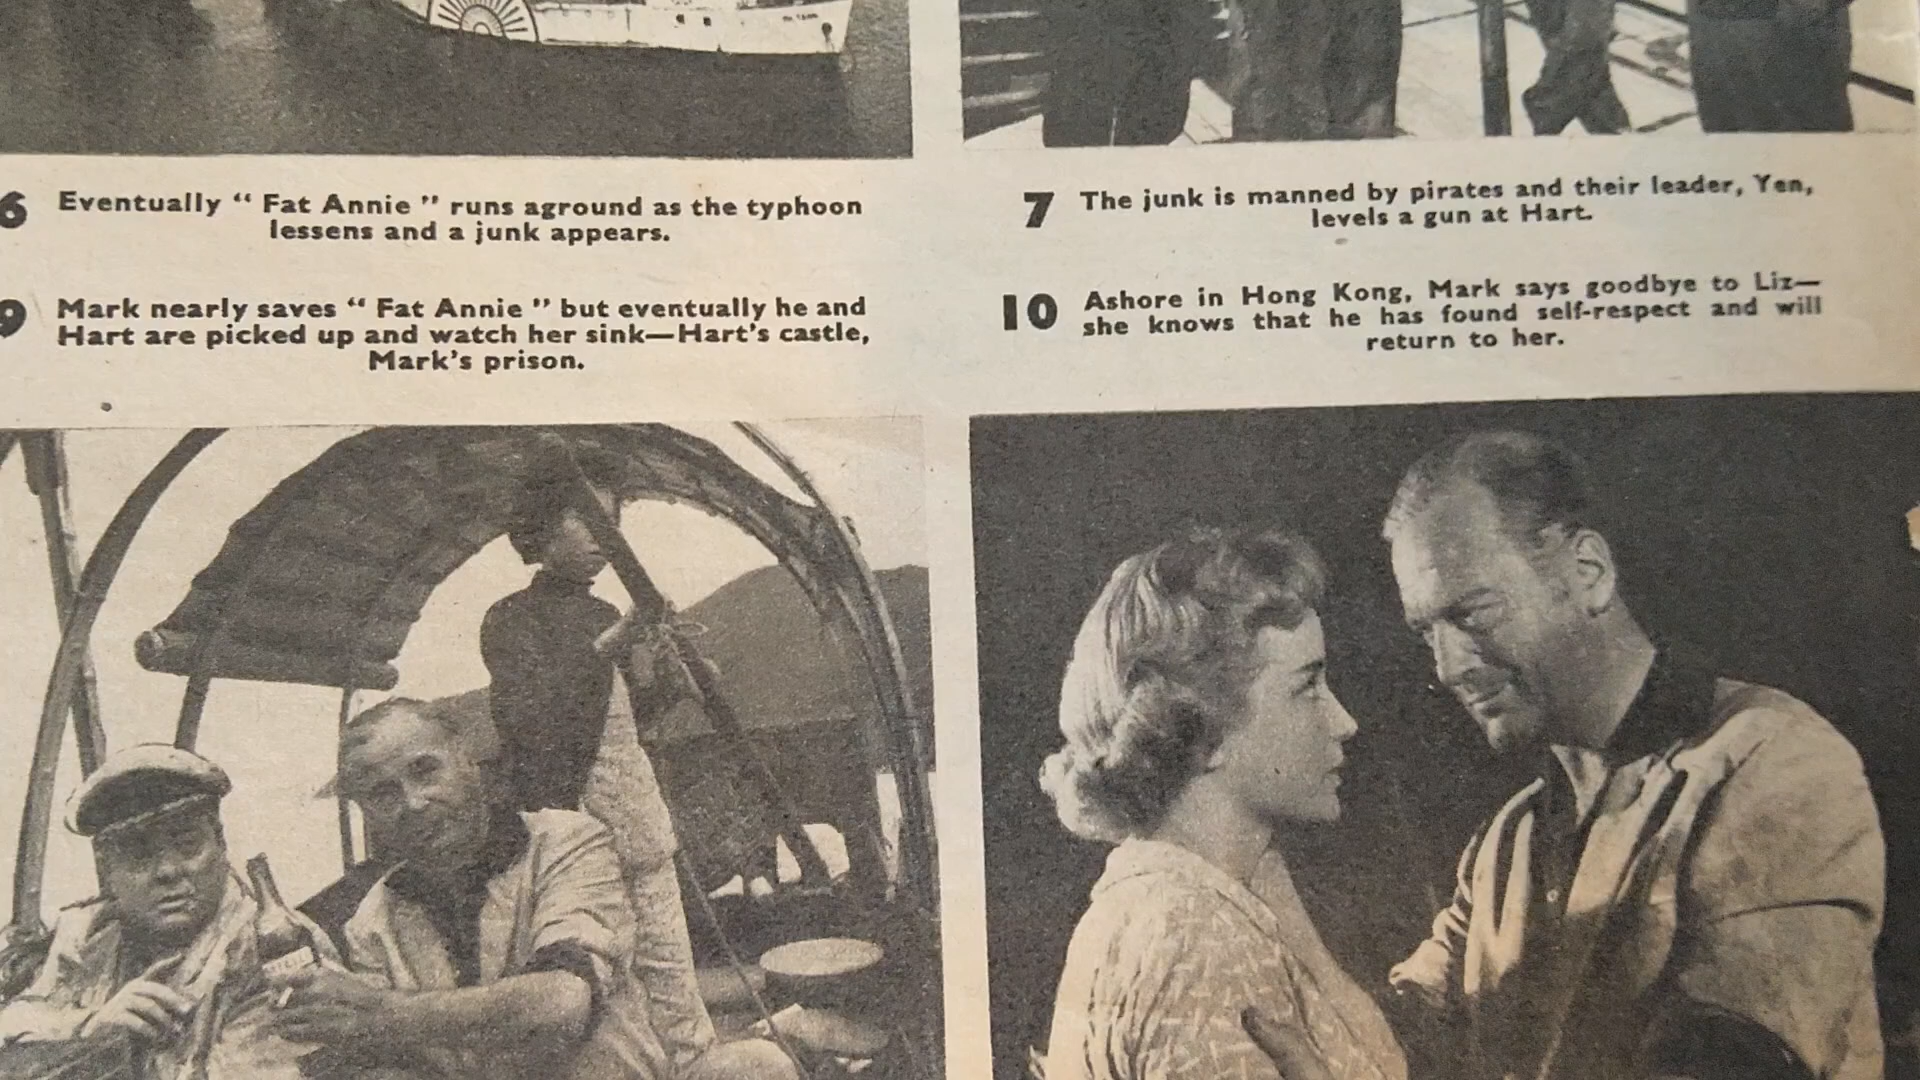 6 Eventually “ Fat Annie ” runs aground as the typhoon
lessens and a junk appears.
7 The junk is manned by pirates and their leader, Yen,
levels a gun at Hart.
9 Mark nearly saves “ Fat Annie ” but eventually he and
Hart are picked up and watch her sink—Hart's castle,
Mark's prison.
10 Ashore in Hong Kong, Mark says goodbye to Liz—
she knows that he has found self-respect and will
return to her.